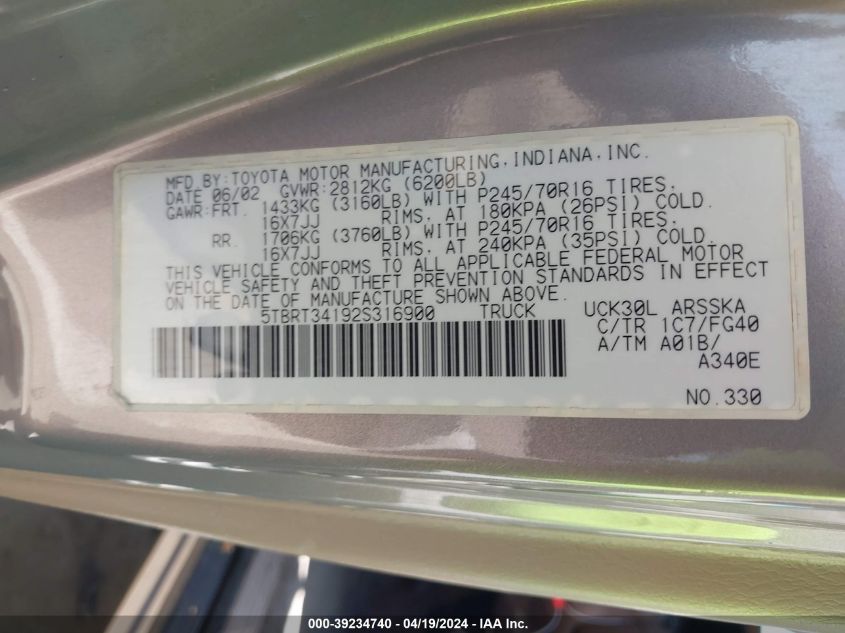 MFD BY:TOYOTA MOTOR MANUFACTURING,INDIANA,INC.
DATE 06/02 GVWR:2812KG (6200LB)
GAWR:FRT. 1433KG (3160LB) WITH P245/70R16 TIRES,
16X7JJ RIMS, AT 180KPA (26PSI) COLD.
RR. 1706KG (3760LB) WITH P245/70R16 TIRES,
16X7JJ RIMS, AT 240KPA (35PSI) COLD.
THIS VEHICLE CONFORMS TO ALL APPLICABLE FEDERAL MOTOR
VEHICLE SAFETY AND THEFT PREVENTION STANDARDS IN EFFECT
ON THE DATE OF MANUFACTURE SHOWN ABOVE.
5TBRT34192S316900 TRUCK UCK30L ARSSKA
C/TR 1C7/FG40
A/TM A01B/
A340E
NO.330
000-39234740 - 04/19/2024 - IAA Inc.